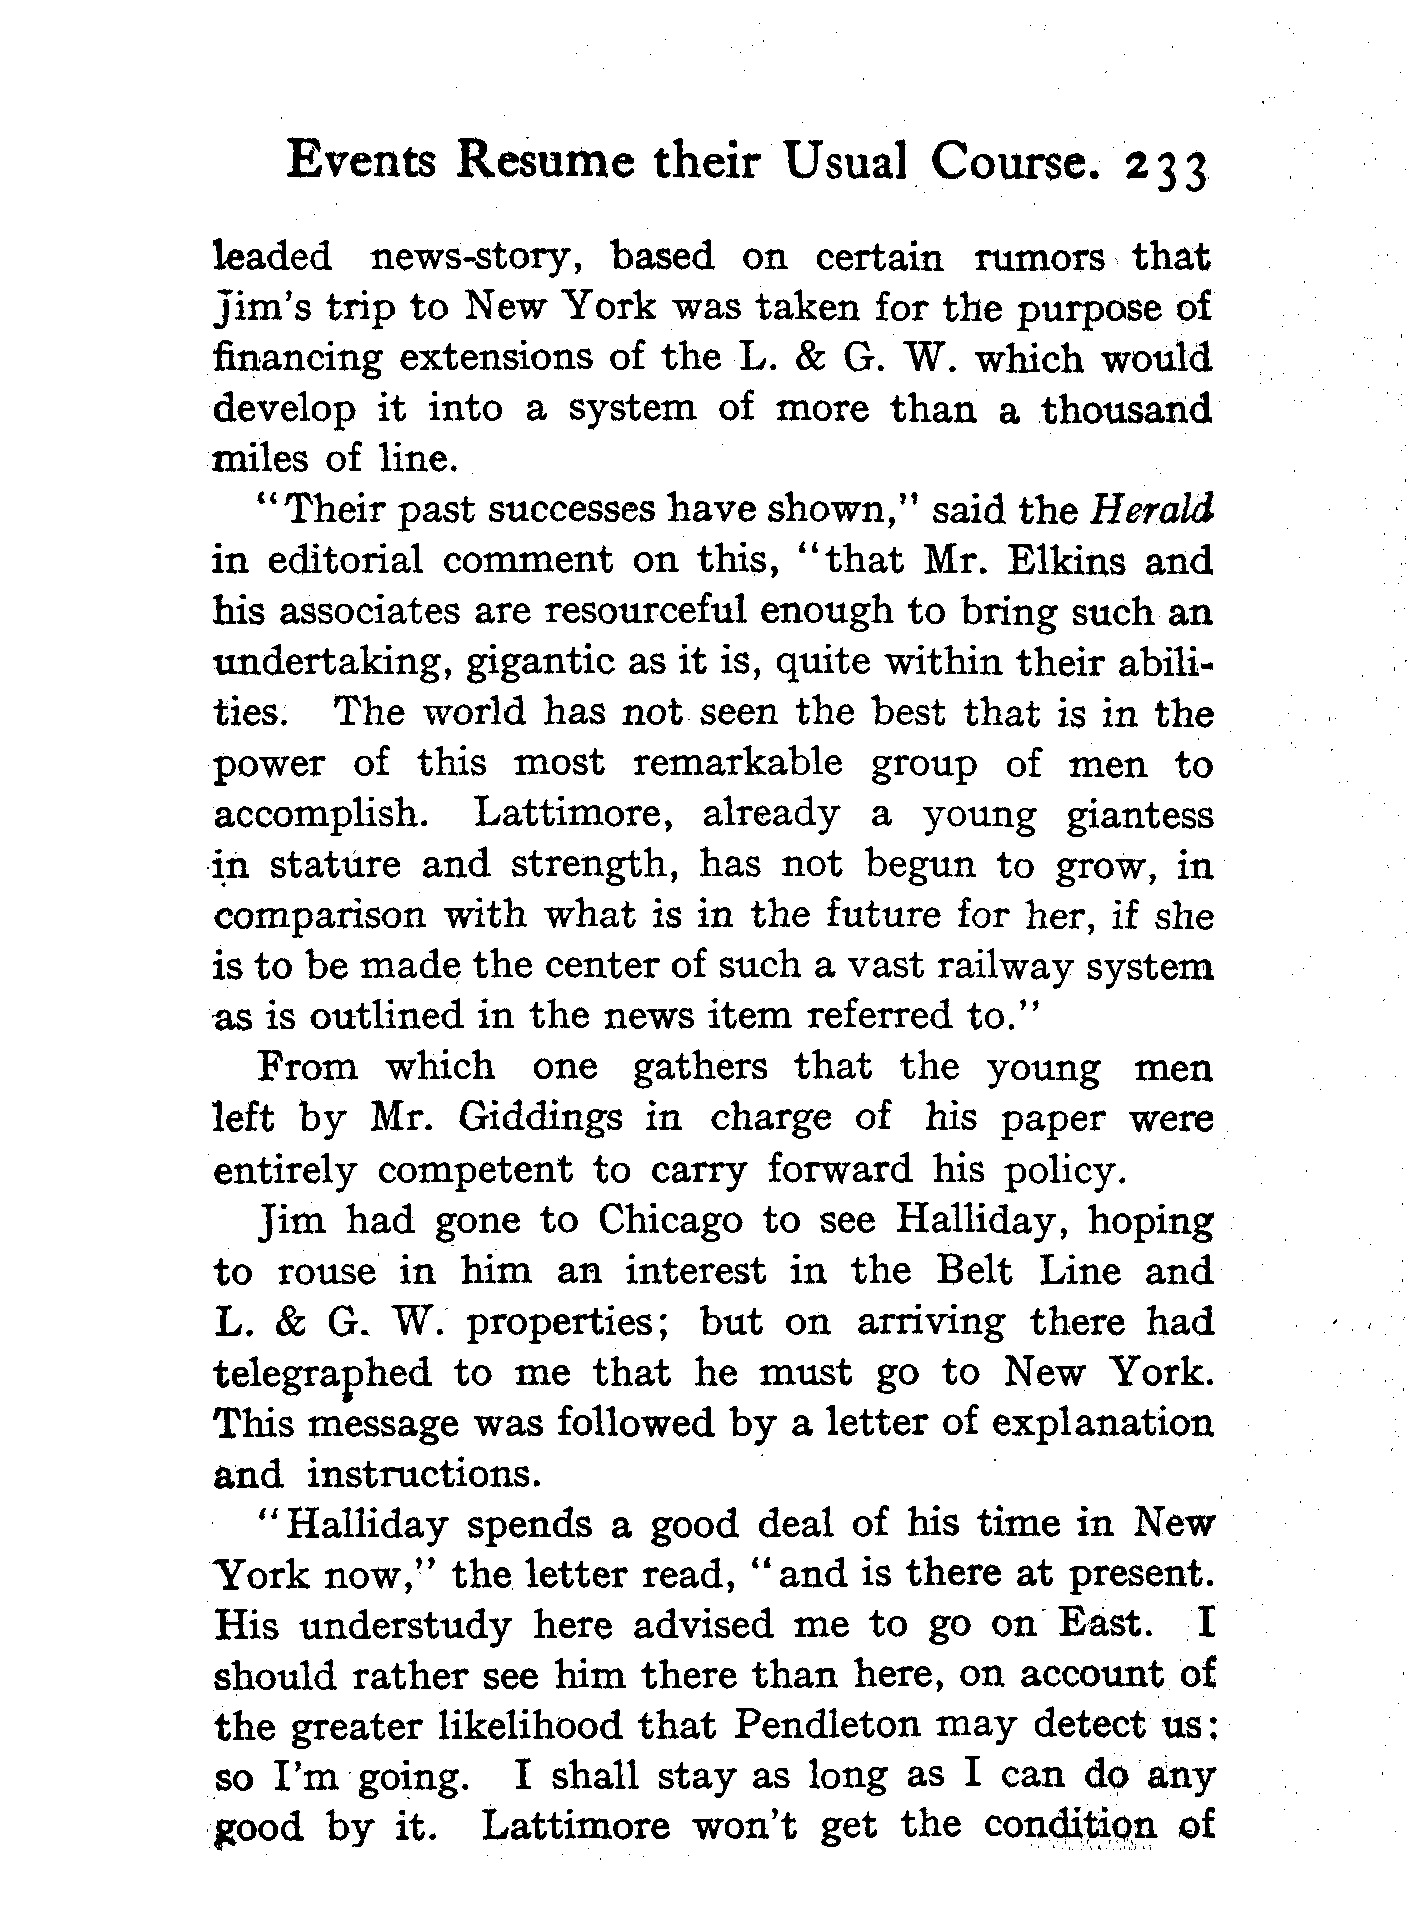 Events Resume their Usual Course. 233
leaded news-story, based on certain rumors that
Jim's trip to New York was taken for the purpose of
financing extensions of the L. & G. W. which would
develop it into a system of more than a thousand
miles of line.
"Their past successes have shown," said the Herald
in editorial comment on this, "that Mr. Elkins and
his associates are resourceful enough to bring such an
undertaking, gigantic as it is, quite within their abili-
ties. The world has not seen the best that is in the
power of this most remarkable group of men to
accomplish. Lattimore, already a young giantess
in stature and strength, has not begun to grow, in
comparison with what is in the future for her, if she
is to be made the center of such a vast railway system
as is outlined in the news item referred to."
From which one gathers that the young men
left by Mr. Giddings in charge of his paper were
entirely competent to carry forward his policy.
Jim had gone to Chicago to see Halliday, hoping
to rouse in him an interest in the Belt Line and
L. & G. W. properties; but on arriving there had
telegraphed to me that he must go to New York.
This message was followed by a letter of explanation
and instructions.
"Halliday spends a good deal of his time in New
York now," the letter read, "and is there at present.
His understudy here advised me to go on East. I
should rather see him there than here, on account of
the greater likelihood that Pendleton may detect us:
so I'm going. I shall stay as long as I can do any
good by it. Lattimore won't get the condition of